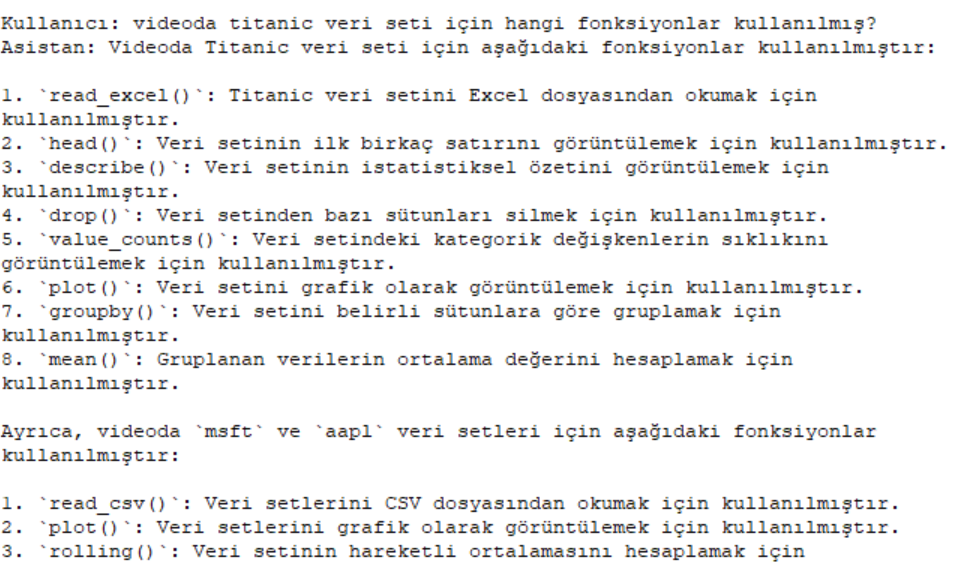 Kullanıcı: videoda titanic veri seti için hangi fonksiyonlar kullanılmış?
Asistan: Videoda Titanic veri seti için aşağıdaki fonksiyonlar kullanılmıştır:
1. `read_excel()`: Titanic veri setini Excel dosyasından okumak için
kullanılmıştır.
2. `head()`: Veri setinin ilk birkaç satırını görüntülemek için kullanılmıştır.
3. `describe()`: Veri setinin istatistiksel özetini görüntülemek için
kullanılmıştır.
4. `drop()`: Veri setinden bazı sütunları silmek için kullanılmıştır.
5. `value_counts()`: Veri setindeki kategorik değişkenlerin sıklıkını
görüntülemek için kullanılmıştır.
6. `plot()`: Veri setini grafik olarak görüntülemek için kullanılmıştır.
7. `groupby()`: Veri setini belirli sütunlara göre gruplamak için
kullanılmıştır.
8. `mean()`: Gruplanan verilerin ortalama değerini hesaplamak için
kullanılmıştır.
Ayrıca, videoda `msft` ve `aapl` veri setleri için aşağıdaki fonksiyonlar
kullanılmıştır:
1. `read_csv()`: Veri setlerini CSV dosyasından okumak için kullanılmıştır.
2. `plot()`: Veri setlerini grafik olarak görüntülemek için kullanılmıştır.
3. `rolling()`: Veri setinin hareketli ortalamasını hesaplamak için